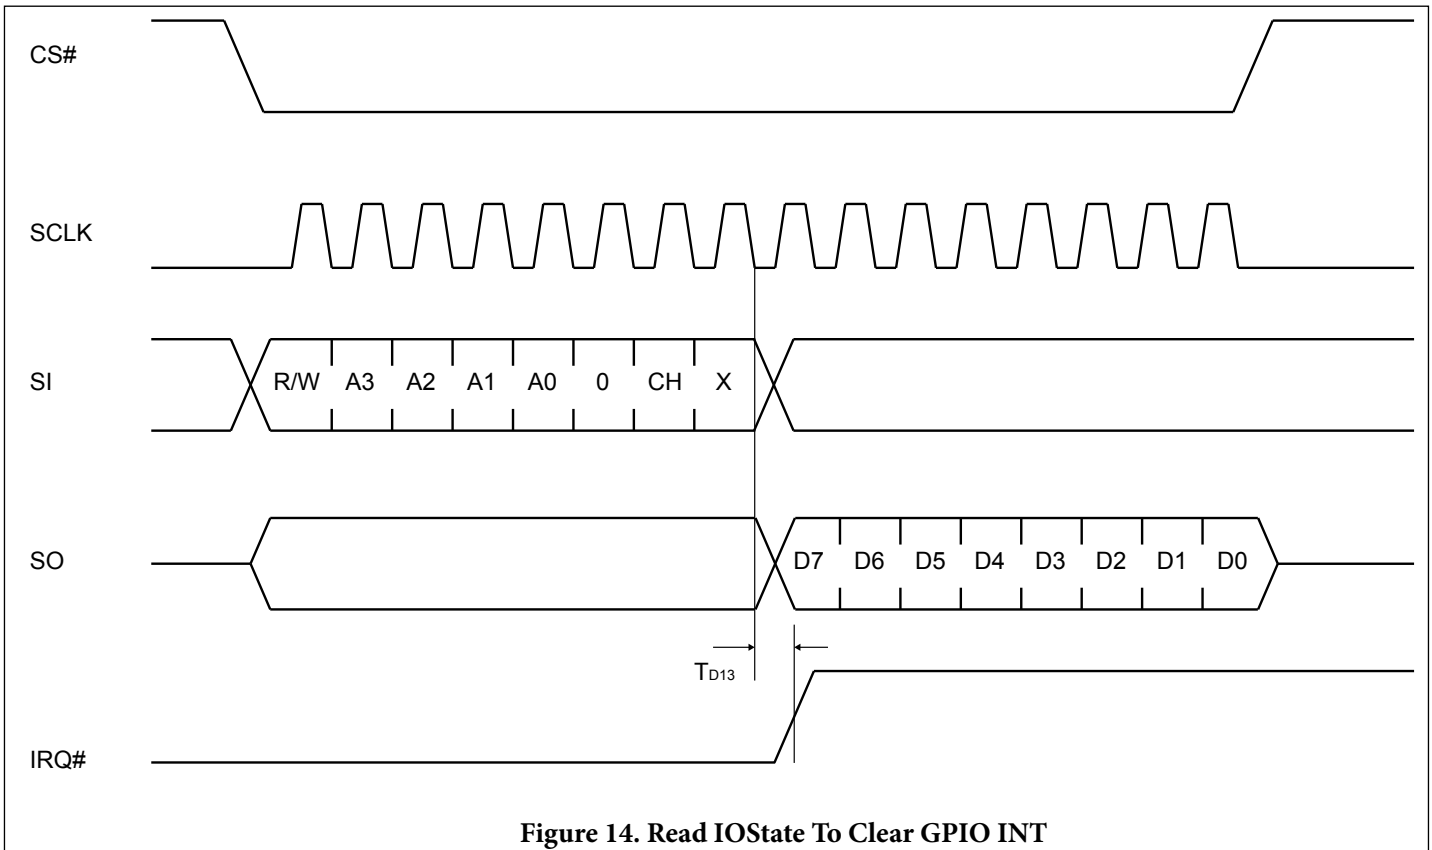 CS#
SCLK
SI
R/W A3 A2 A1 A0 0 CH X
SO
D7 D6 D5 D4 D3 D2 D1 D0
TD13
IRQ#
Figure 14. Read IOState To Clear GPIO INT